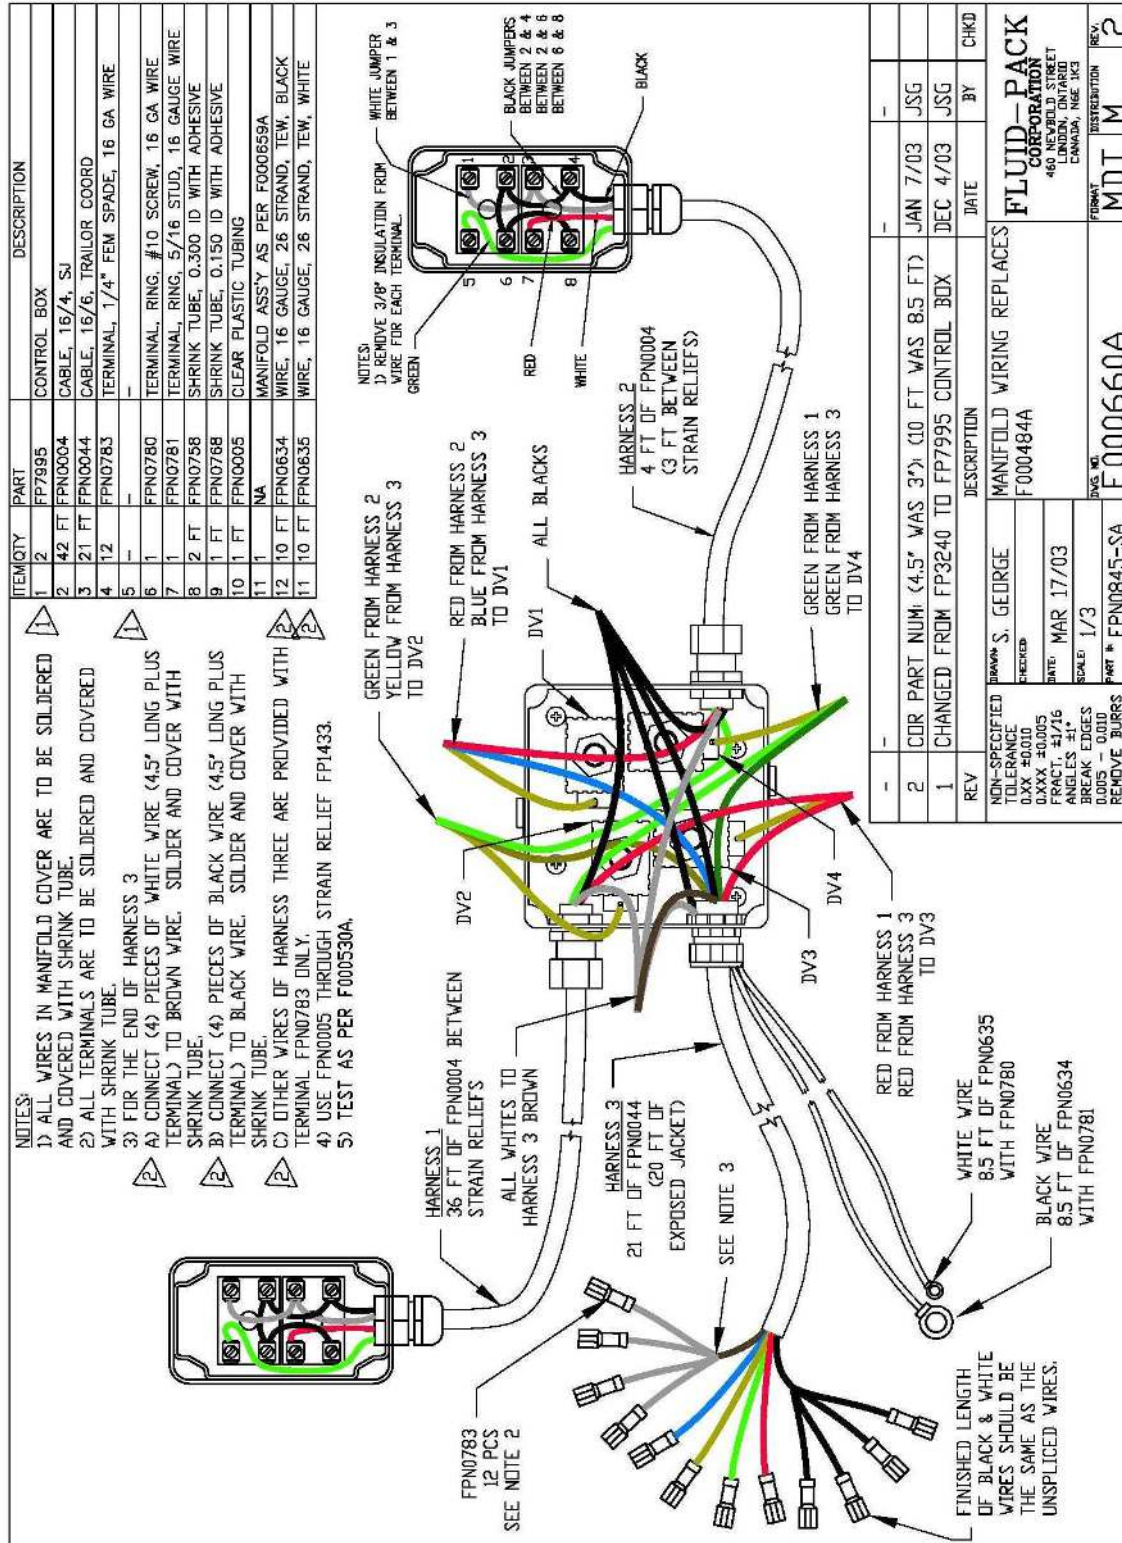 NOTES:
1) ALL WIRES IN MANIFOLD COVER ARE TO BE SOLDERED
AND COVERED WITH SHRINK TUBE.
2) ALL TERMINALS ARE TO BE SOLDERED AND COVERED
WITH SHRINK TUBE.
3) FOR THE END OF HARNESS 3
2 A) CONNECT (4) PIECES OF WHITE WIRE (4.5" LONG PLUS
TERMINAL) TO BROWN WIRE. SOLDER AND COVER WITH
SHRINK TUBE.
2 B) CONNECT (4) PIECES OF BLACK WIRE (4.5" LONG PLUS
TERMINAL) TO BLACK WIRE. SOLDER AND COVER WITH
SHRINK TUBE.
2 C) OTHER WIRES OF HARNESS THREE ARE PROVIDED WITH
TERMINAL FPN0783 ONLY.
4) USE FPN0005 THROUGH STRAIN RELIEF FP1433.
5) TEST AS PER F000530A.
ITEM QTY PART DESCRIPTION
1 1 2 FP7995 CONTROL BOX
2 42 FT FPN0004 CABLE, 16/4, SJ
3 21 FT FPN0044 CABLE, 16/6, TRAILOR COORD
4 12 FPN0783 TERMINAL, 1/4" FEM SPADE, 16 GA WIRE
1 5 - - -
6 1 FPN0780 TERMINAL, RING, #10 SCREW, 16 GA WIRE
7 1 FPN0781 TERMINAL, RING, 5/16 STUD, 16 GAUGE WIRE
8 2 FT FPN0758 SHRINK TUBE, 0.300 ID WITH ADHESIVE
9 1 FT FPN0768 SHRINK TUBE, 0.150 ID WITH ADHESIVE
10 1 FT FPN0005 CLEAR PLASTIC TUBING
11 1 NA MANIFOLD ASS'Y AS PER F000659A
2 12 10 FT FPN0634 WIRE, 16 GAUGE, 26 STRAND, TEW, BLACK
2 11 10 FT FPN0635 WIRE, 16 GAUGE, 26 STRAND, TEW, WHITE
NOTES:
1) REMOVE 3/8" INSULATION FROM
WIRE FOR EACH TERMINAL.
GREEN
WHITE JUMPER
BETWEEN 1 & 3
BLACK JUMPERS
BETWEEN 2 & 4
BETWEEN 2 & 6
BETWEEN 6 & 8
BLACK
5 1
6 2
7 3
8 4
RED
WHITE
HARNESS 1
36 FT OF FPN0004 BETWEEN
STRAIN RELIEFS
GREEN FROM HARNESS 2
YELLOW FROM HARNESS 3
TO DV2
RED FROM HARNESS 2
BLUE FROM HARNESS 3
TO DV1
DV1
ALL BLACKS
DV2
HARNESS 2
4 FT OF FPN0004
(3 FT BETWEEN
STRAIN RELIEFS)
FPN0783
12 PCS
SEE NOTE 2
ALL WHITES TO
HARNESS 3 BROWN
HARNESS 3
21 FT OF FPN0044
(20 FT OF
EXPOSED JACKET)
SEE NOTE 3
DV3
DV4
GREEN FROM HARNESS 1
GREEN FROM HARNESS 3
TO DV4
RED FROM HARNESS 1
RED FROM HARNESS 3
TO DV3
WHITE WIRE
8.5 FT OF FPN0635
WITH FPN0780
BLACK WIRE
8.5 FT OF FPN0634
WITH FPN0781
FINISHED LENGTH
OF BLACK & WHITE
WIRES SHOULD BE
THE SAME AS THE
UNSPLICED WIRES.
- - - -
2 COR PART NUM: (4.5" WAS 3"); (10 FT WAS 8.5 FT) JAN 7/03 JSG
1 CHANGED FROM FP3240 TO FP7995 CONTROL BOX DEC 4/03 JSG
REV DESCRIPTION DATE BY CHKD
NON-SPECIFIED
TOLERANCE
0.XX ±0.010
0.XXX ±0.005
FRACT. ±1/16
ANGLES ±1°
BREAK EDGES
0.005 - 0.010
REMOVE BURRS
DRAWN: S. GEORGE
CHECKED:
DATE: MAR 17/03
SCALE: 1/3
PART #: FPN0845-SA
MANIFOLD WIRING REPLACES
F000484A
DWG. NO. F000660A
FLUID-PACK
CORPORATION
460 NEWBOLD STREET
LONDON, ONTARIO
CANADA, N6E 1K3
FORMAT MDT
DISTRIBUTION M
REV. 2